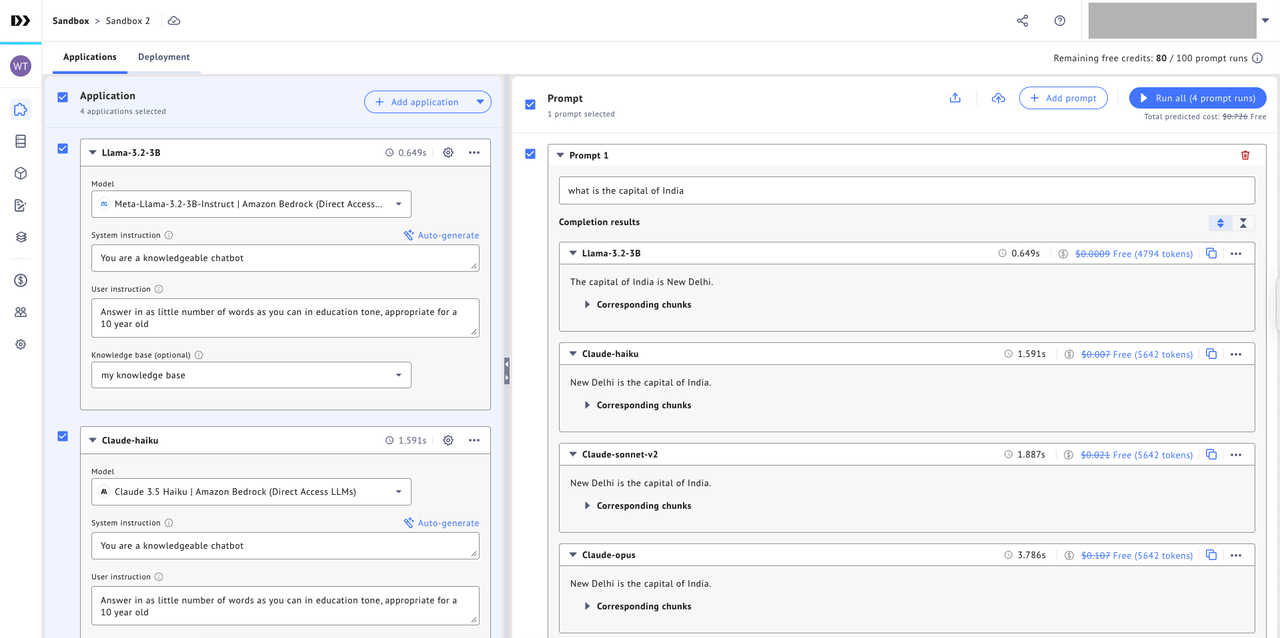 Sandbox > Sandbox 2
WT
Applications
Deployment
Remaining free credits: 80 / 100 prompt runs
Application
4 applications selected
+ Add application
Llama-3.2-3B
0.649s
Model
Meta-Llama-3.2-3B-Instruct | Amazon Bedrock (Direct Access...
System instruction
Auto-generate
You are a knowledgeable chatbot
User instruction
Answer in as little number of words as you can in education tone, appropriate for a
10 year old
Knowledge base (optional)
my knowledge base
Claude-haiku
1.591s
Model
Claude 3.5 Haiku | Amazon Bedrock (Direct Access LLMs)
System instruction
Auto-generate
You are a knowledgeable chatbot
User instruction
Answer in as little number of words as you can in education tone, appropriate for a
10 year old
Prompt
1 prompt selected
+ Add prompt
Run all (4 prompt runs)
Total predicted cost: $0.726 Free
Prompt 1
what is the capital of India
Completion results
Llama-3.2-3B
0.649s
$0.0009 Free (4794 tokens)
The capital of India is New Delhi.
Corresponding chunks
Claude-haiku
1.591s
$0.007 Free (5642 tokens)
New Delhi is the capital of India.
Corresponding chunks
Claude-sonnet-v2
1.887s
$0.021 Free (5642 tokens)
New Delhi is the capital of India.
Corresponding chunks
Claude-opus
3.786s
$0.107 Free (5642 tokens)
New Delhi is the capital of India.
Corresponding chunks